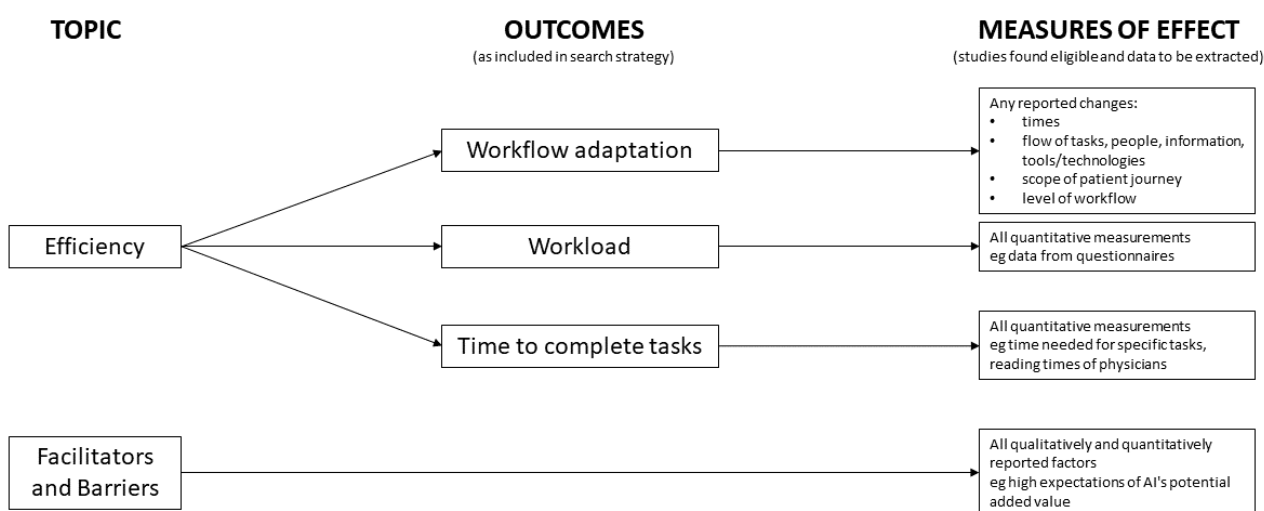 TOPIC
OUTCOMES
(as included in search strategy)
MEASURES OF EFFECT
(studies found eligible and data to be extracted)
Efficiency
Workflow adaptation
Any reported changes:
• times
• flow of tasks, people, information,
tools/technologies
• scope of patient journey
• level of workflow
Workload
All quantitative measurements
eg data from questionnaires
Time to complete tasks
All quantitative measurements
eg time needed for specific tasks,
reading times of physicians
Facilitators
and Barriers
All qualitatively and quantitatively
reported factors
eg high expectations of AI's potential
added value